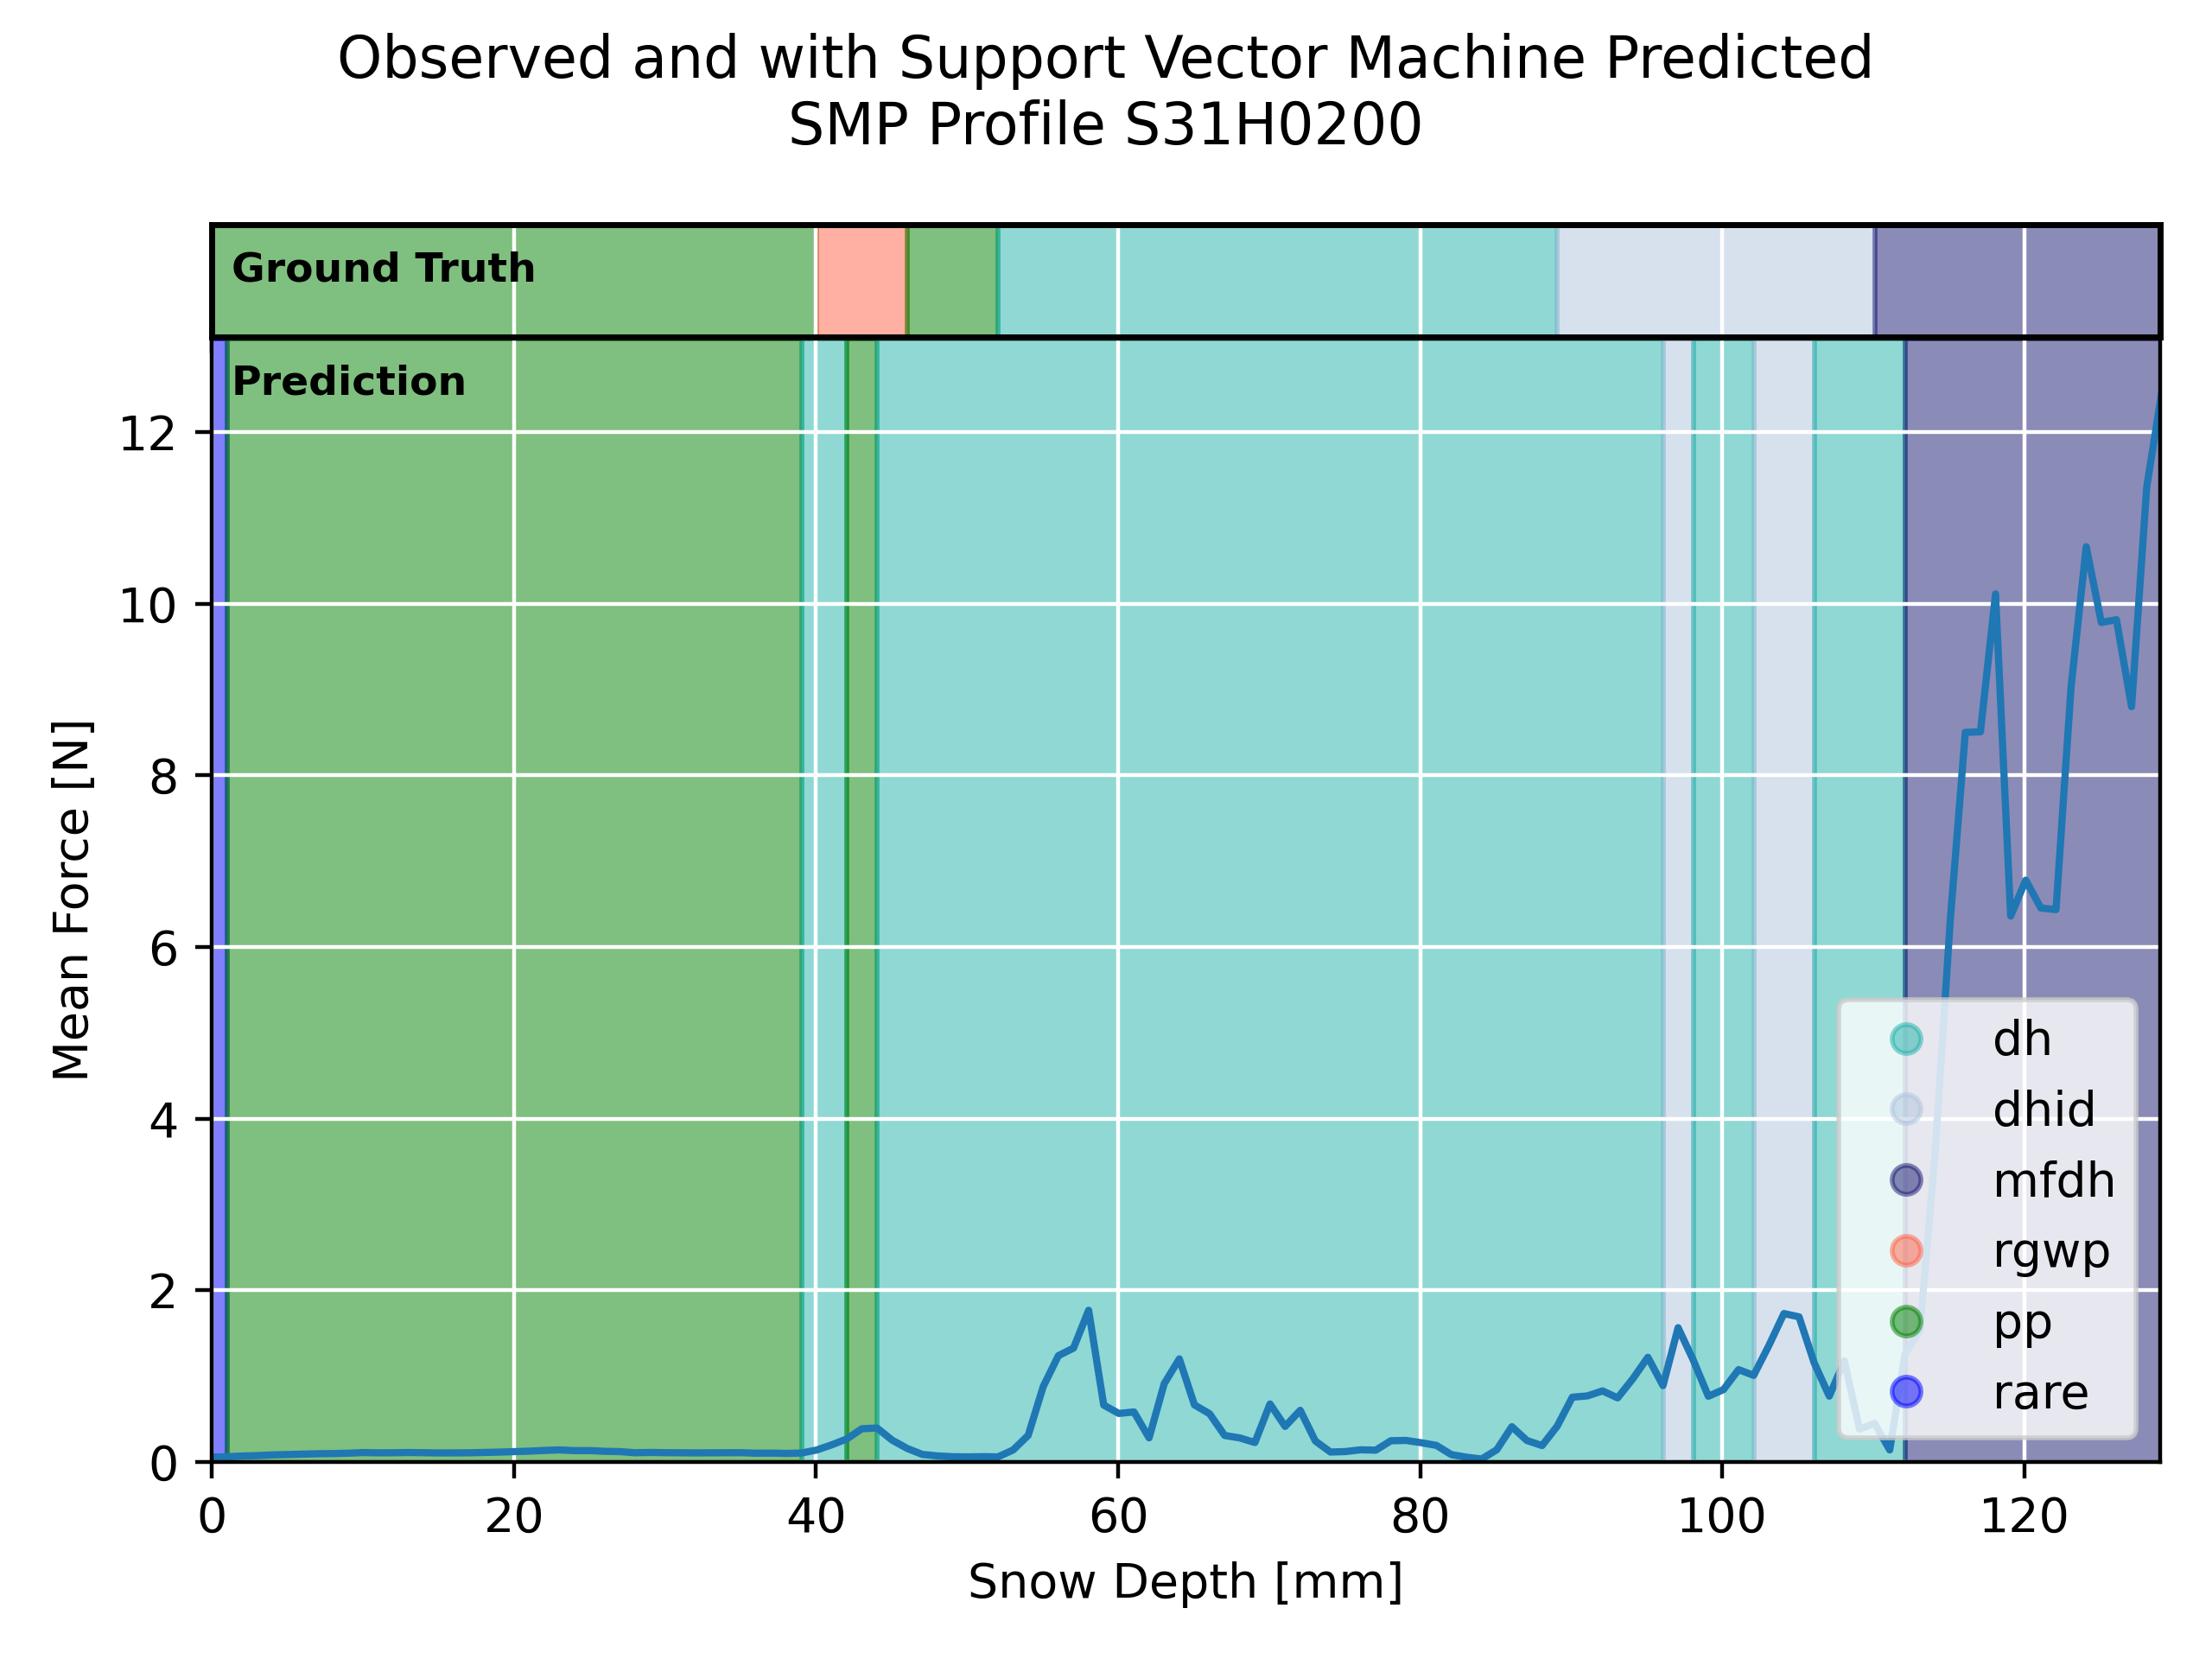 Observed and with Support Vector Machine Predicted
SMP Profile S31H0200
Ground Truth
Prediction
12
10
8
6
4
2
0
Mean Force [N]
dh
dhid
mfdh
rgwp
pp
rare
0 20 40 60 80 100 120
Snow Depth [mm]